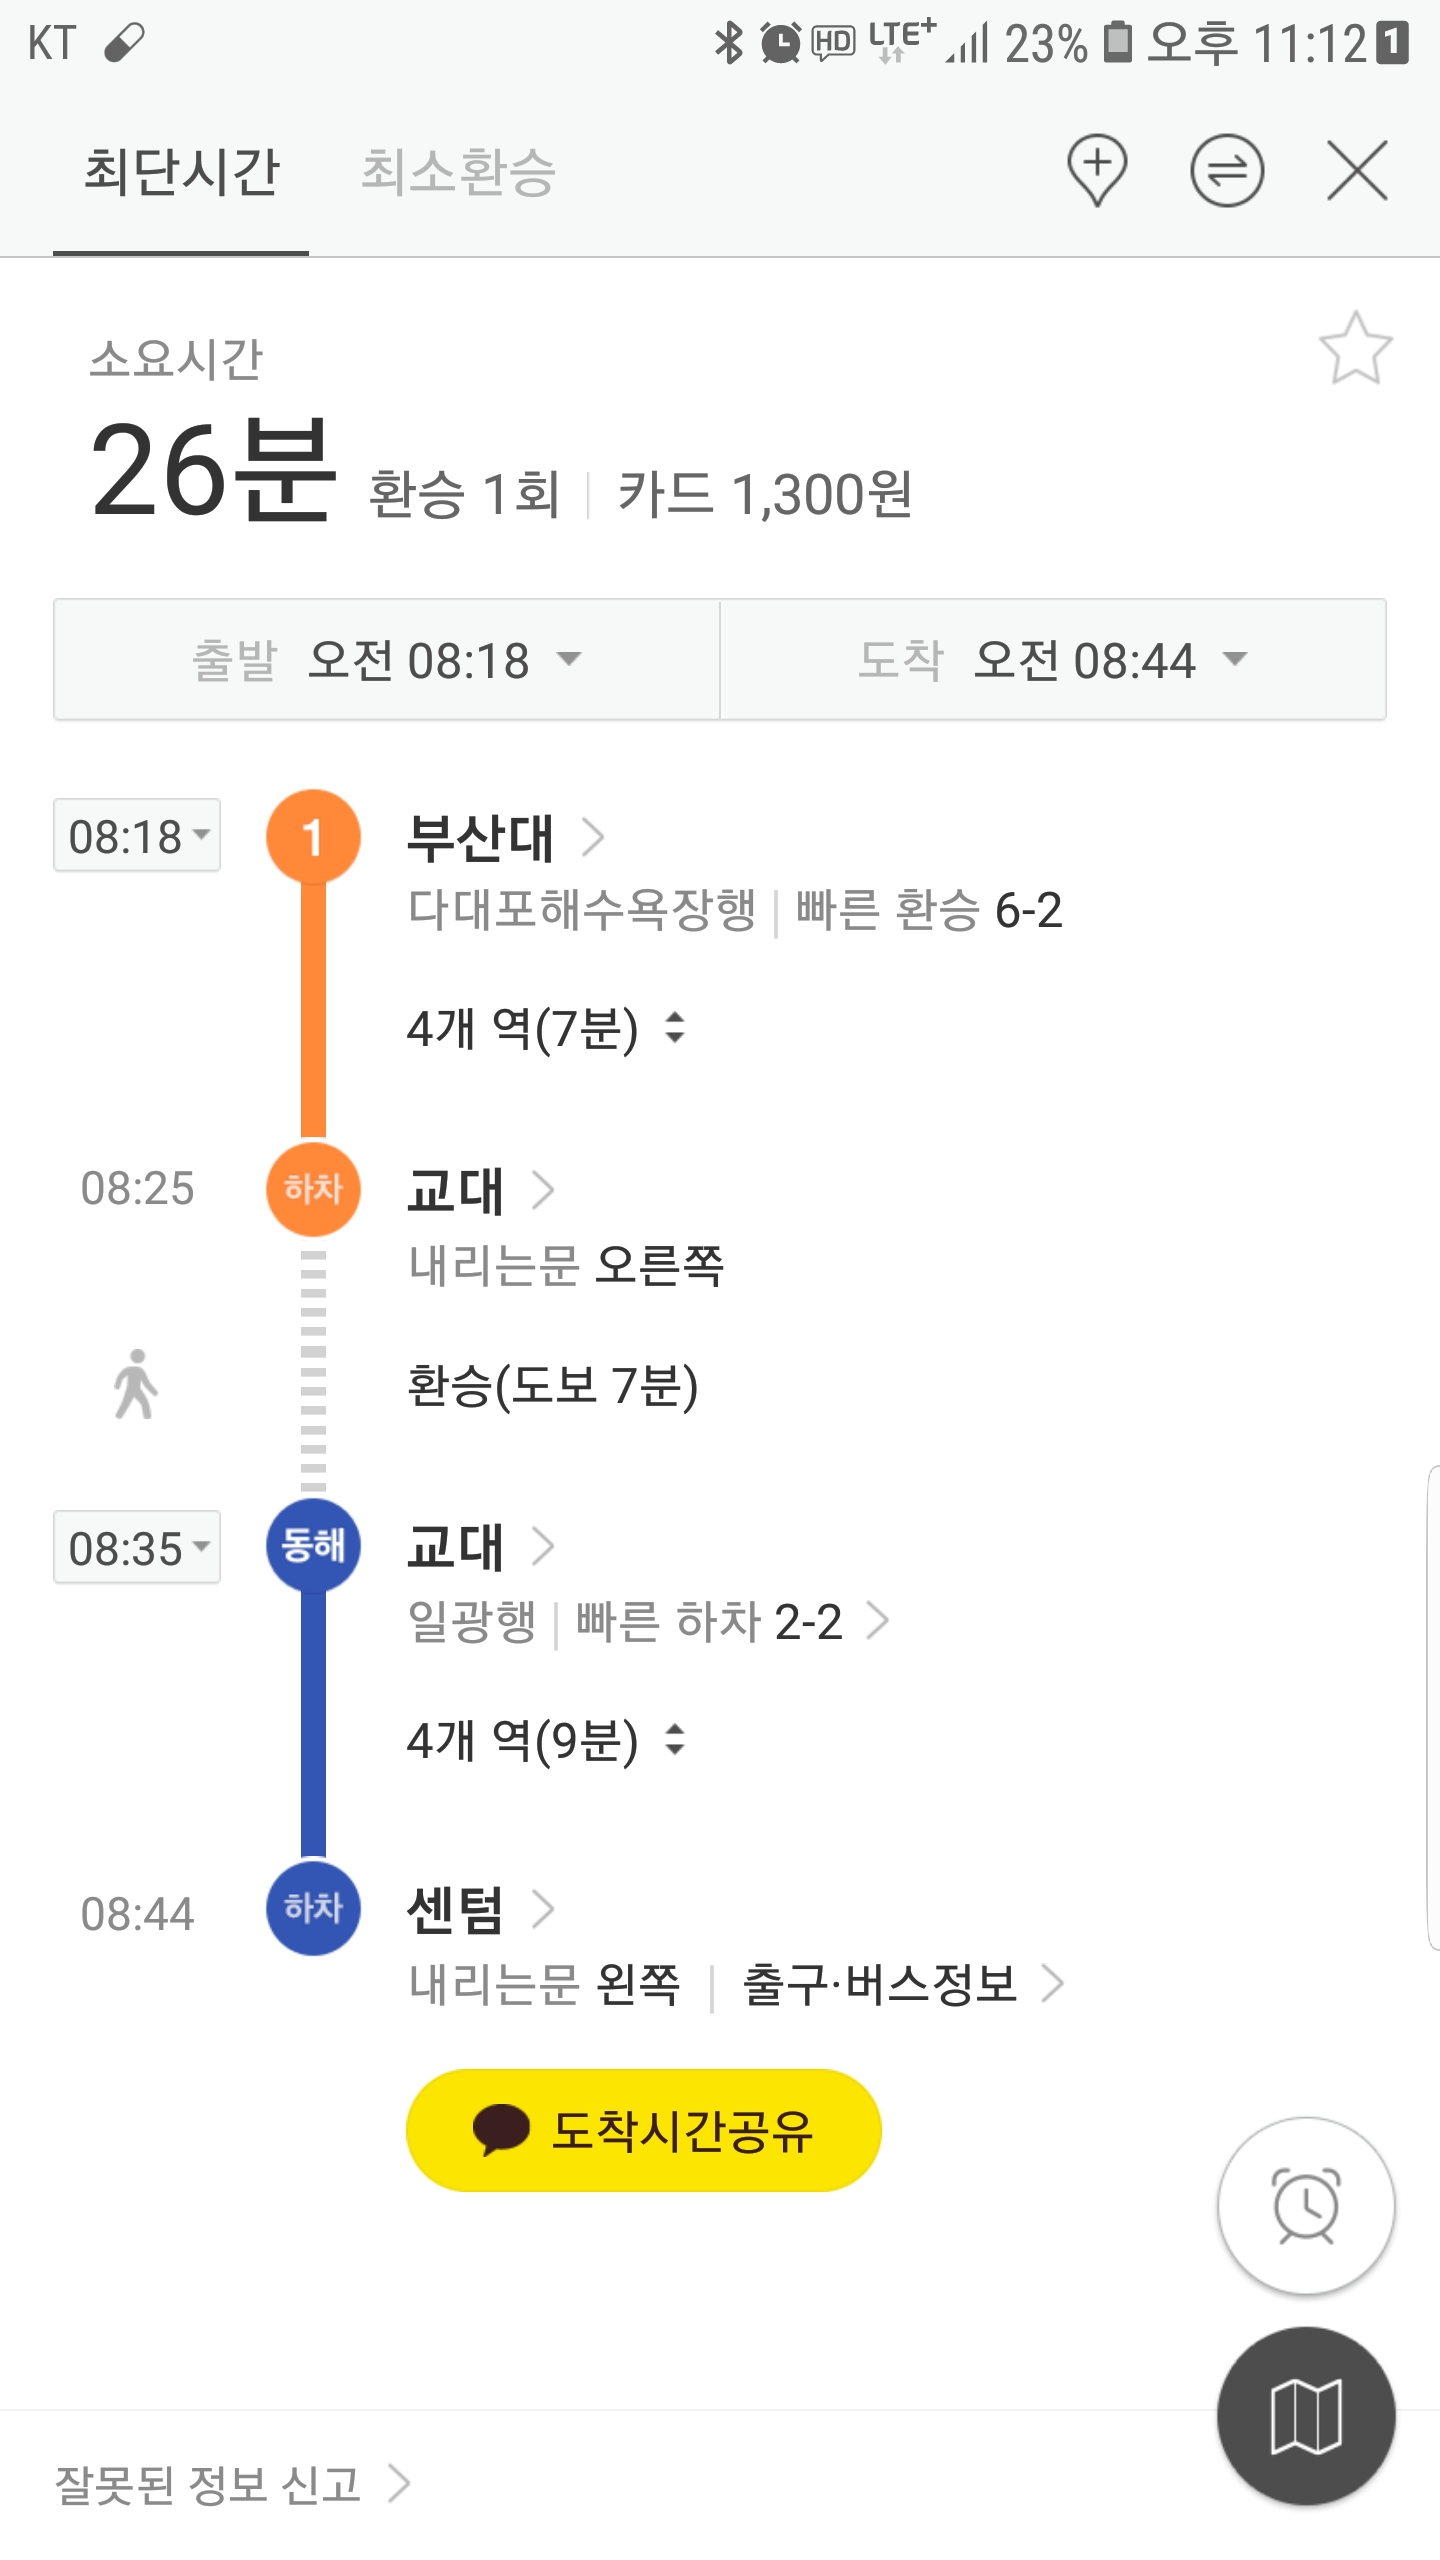 KT HD LTE+ 23% 오후 11:12 1
최단시간 최소환승
소요시간
26분 환승 1회 카드 1,300원
출발 오전 08:18 도착 오전 08:44
08:18 1 부산대
다대포해수욕장행 빠른 환승 6-2
4개 역(7분)
08:25 하차 교대
내리는문 오른쪽
환승(도보 7분)
08:35 동해 교대
일광행 빠른 하차 2-2
4개 역(9분)
08:44 하차 센텀
내리는문 왼쪽 출구·버스정보
도착시간공유
잘못된 정보 신고